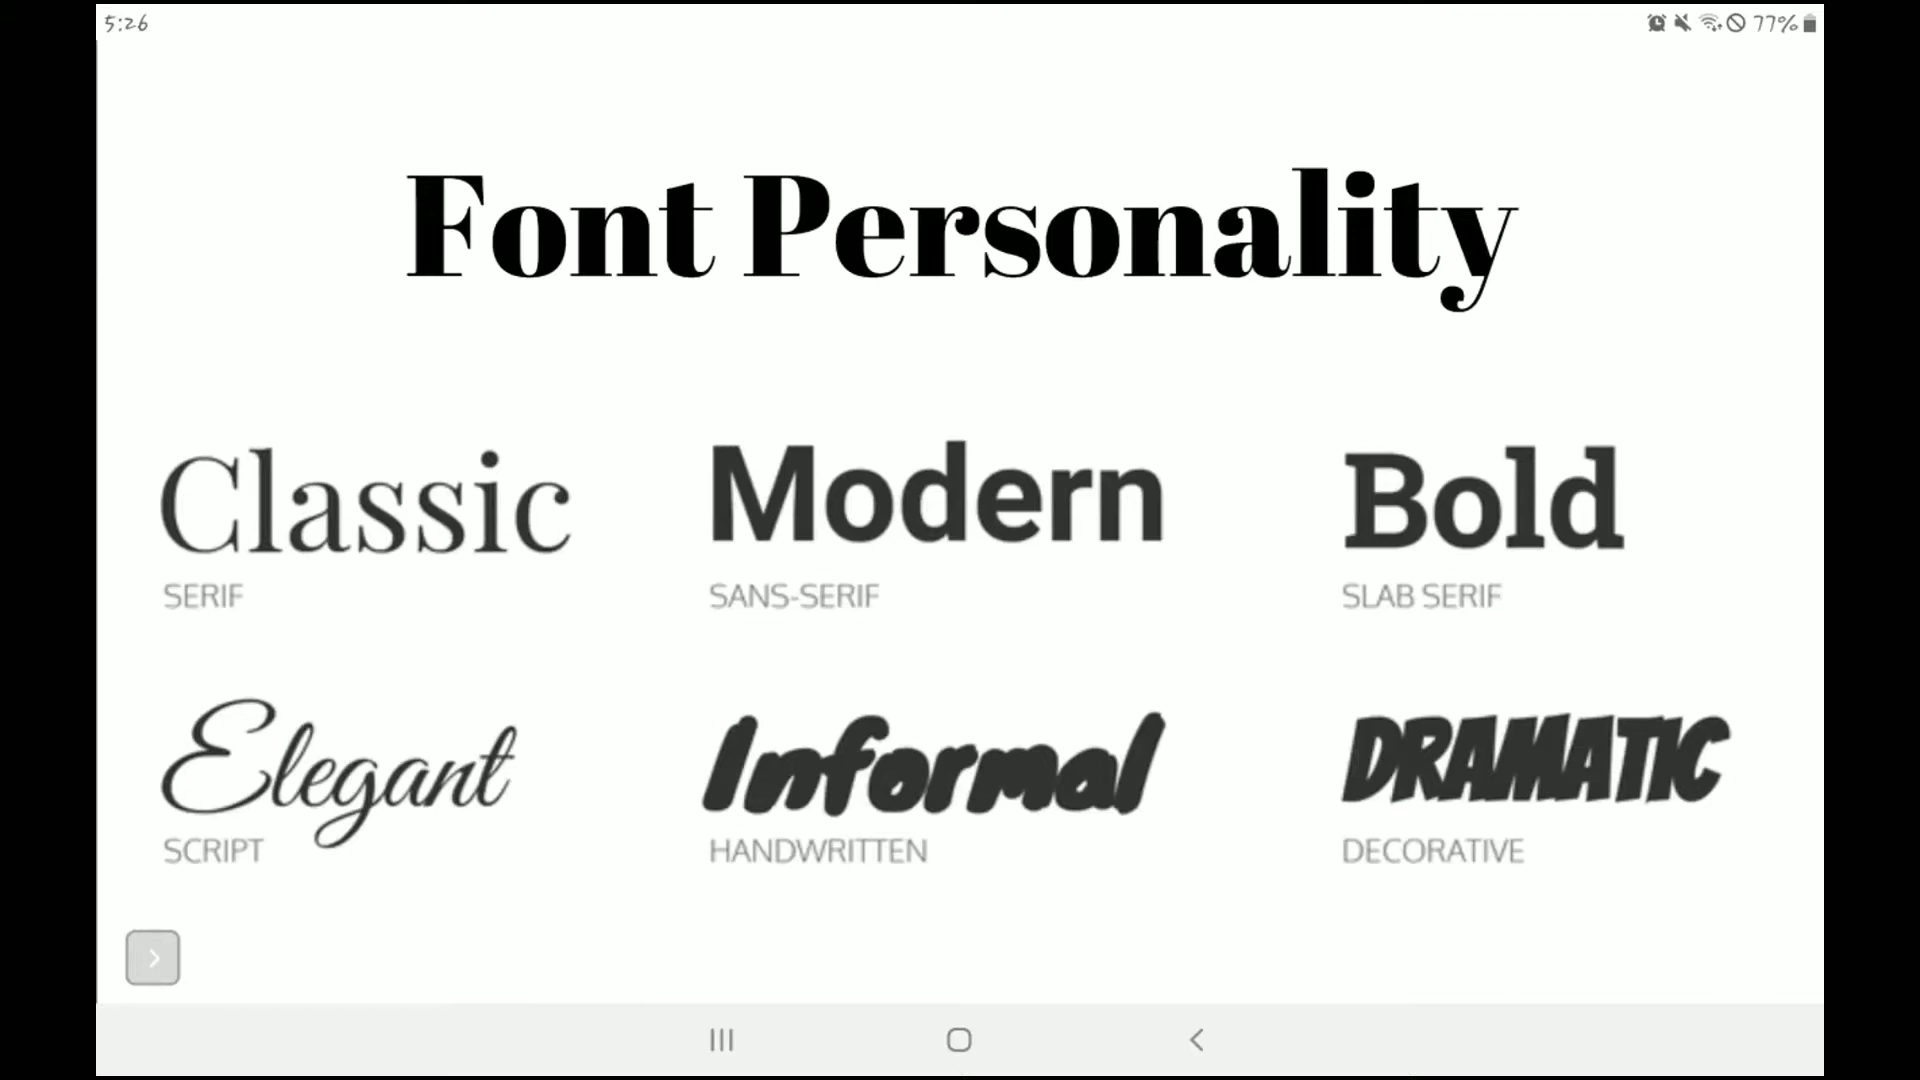 5:26
77%
Font Personality
Classic
SERIF
Modern
SANS-SERIF
Bold
SLAB SERIF
Elegant
SCRIPT
Informal
HANDWRITTEN
DRAMATIC
DECORATIVE